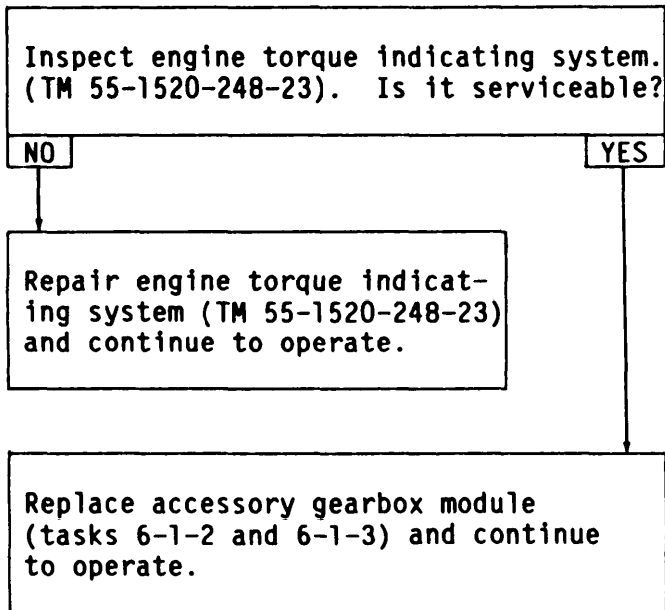 Inspect engine torque indicating system.
(TM 55-1520-248-23). Is it serviceable?
NO
YES
Repair engine torque indicat-
ing system (TM 55-1520-248-23)
and continue to operate.
Replace accessory gearbox module
(tasks 6-1-2 and 6-1-3) and continue
to operate.